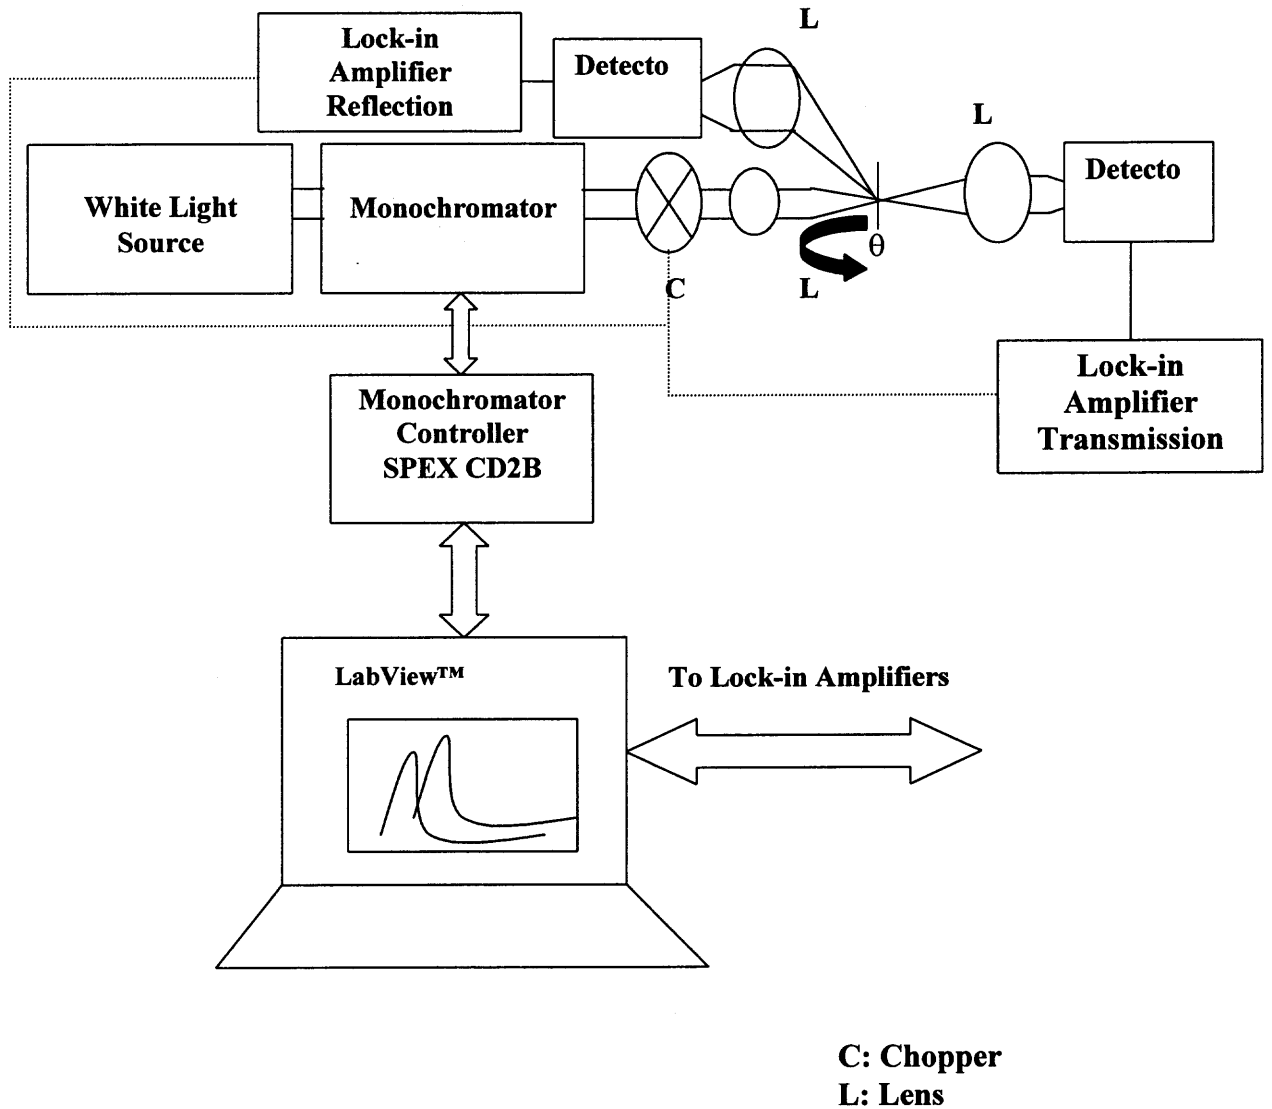 L
Lock-in
Amplifier
Reflection
Detecto
L
Detecto
White Light
Source
Monochromator
θ
C
L
Lock-in
Amplifier
Transmission
Monochromator
Controller
SPEX CD2B
LabView™
To Lock-in Amplifiers
C: Chopper
L: Lens